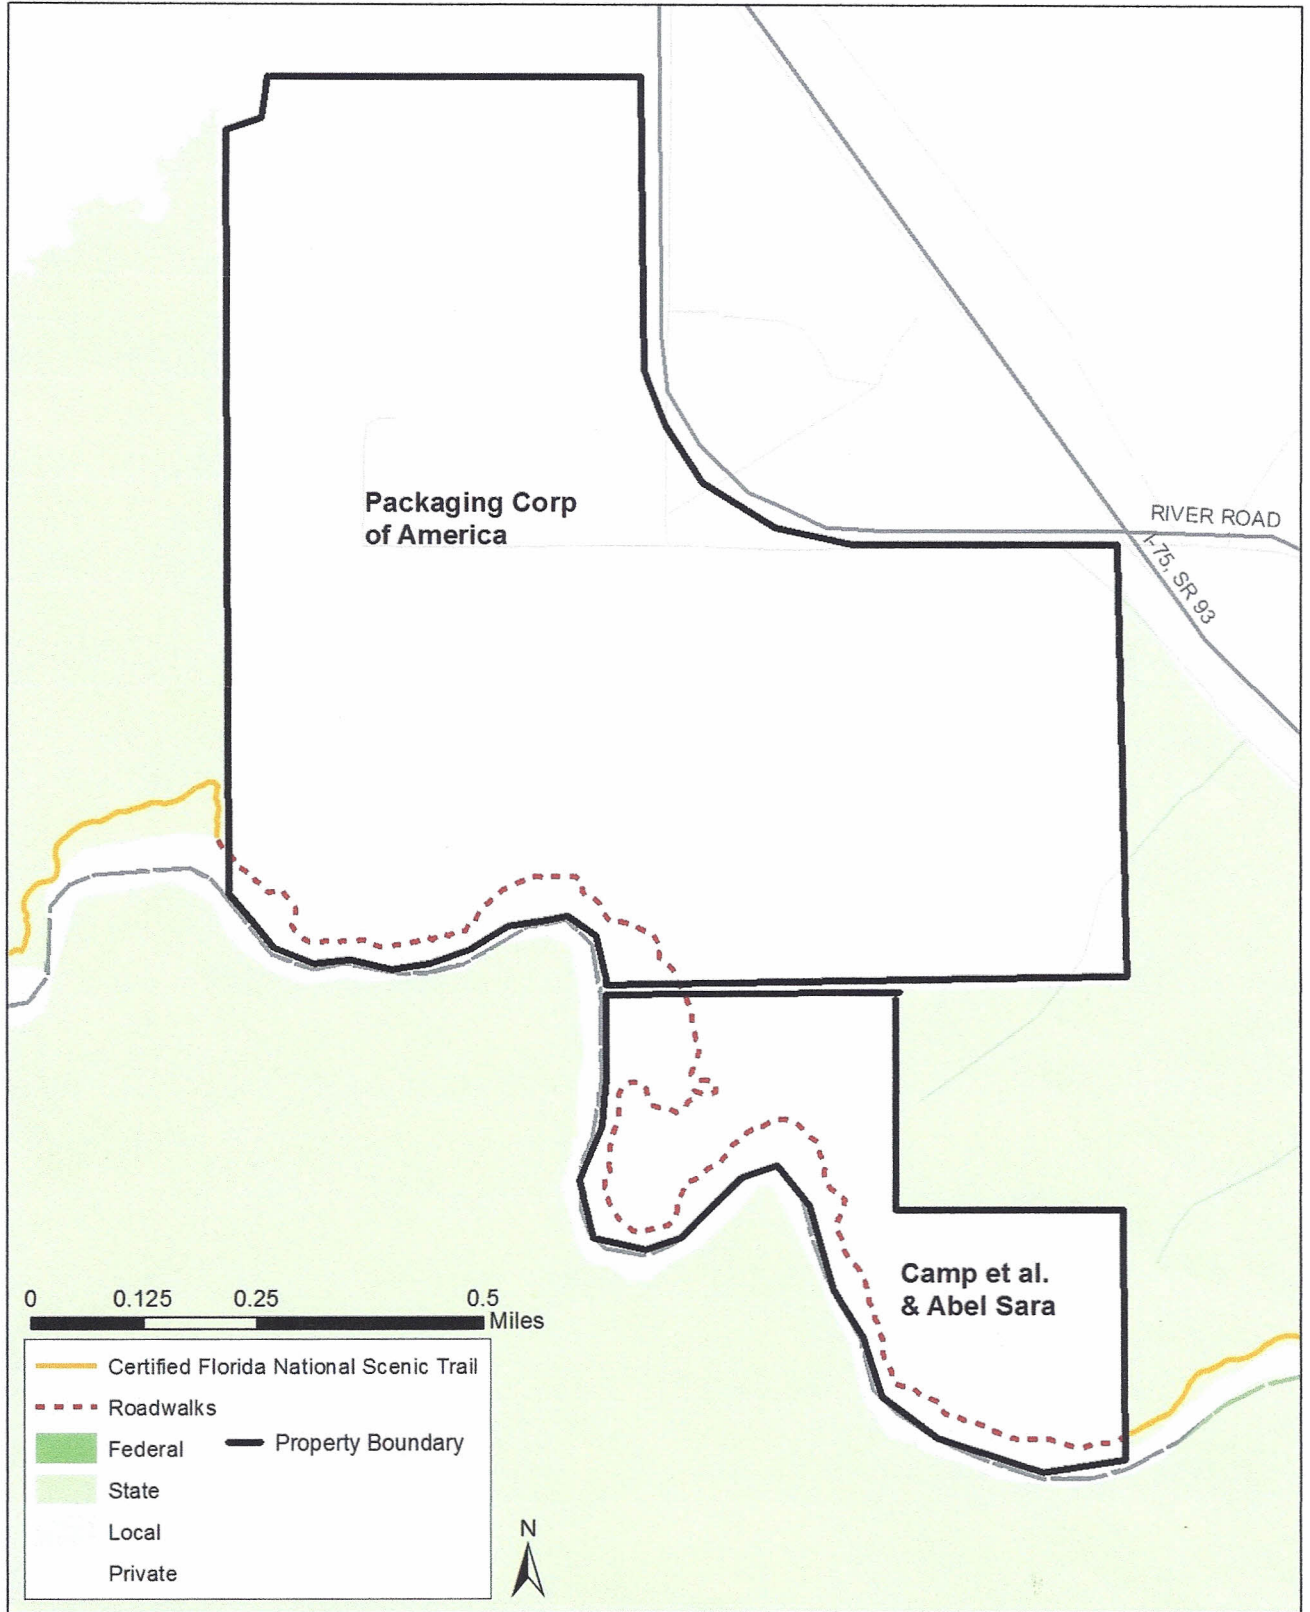 RIVER ROAD
I-75, SR 93
Packaging Corp
of America
Camp et al.
& Abel Sara
0 0.125 0.25 0.5
Miles
Certified Florida National Scenic Trail
Roadwalks
Federal
Property Boundary
State
Local
Private
N